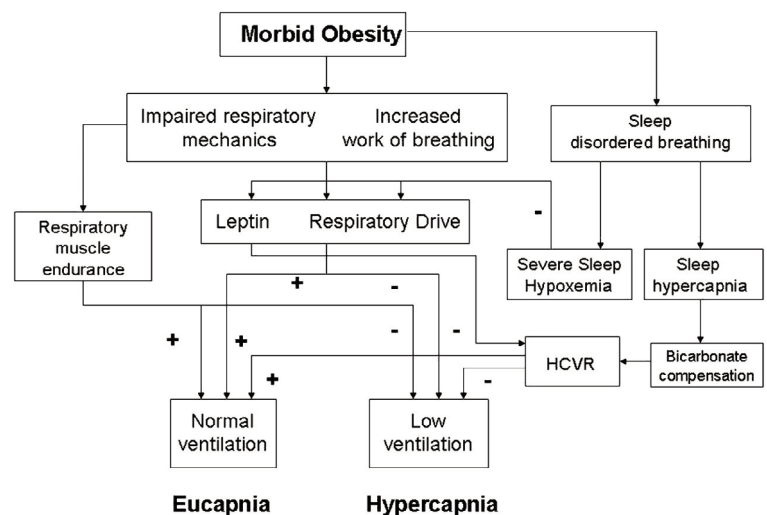 Morbid Obesity
Impaired respiratory mechanics
Increased work of breathing
Sleep
disordered breathing
-
Leptin Respiratory Drive
Respiratory
muscle
endurance
Severe Sleep
Hypoxemia
Sleep
hypercapnia
+ -
- -
+ +
HCVR
Bicarbonate
compensation
+ -
Normal
ventilation
Low
ventilation
Eucapnia Hypercapnia